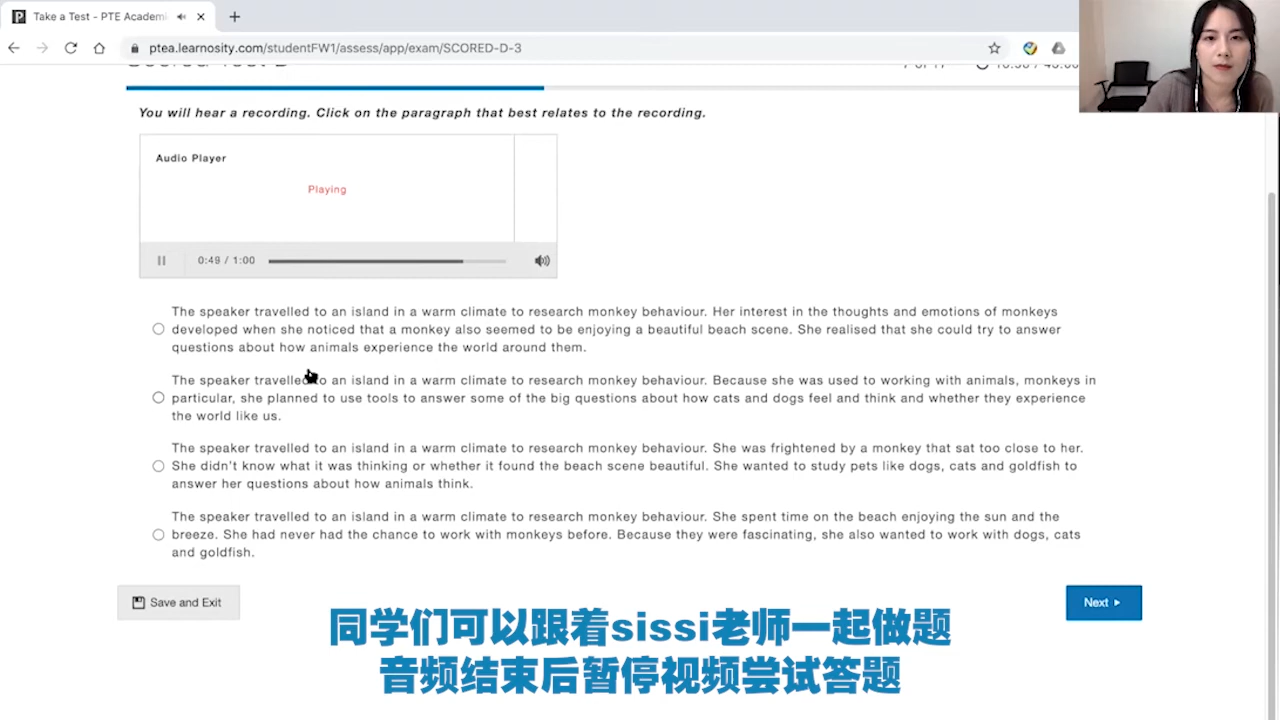 Take a Test - PTE Academi
ptea.learnosity.com/studentFW1/assess/app/exam/SCORED-D-3
You will hear a recording. Click on the paragraph that best relates to the recording.
Audio Player
Playing
0:49 / 1:00
The speaker travelled to an island in a warm climate to research monkey behaviour. Her interest in the thoughts and emotions of monkeys
developed when she noticed that a monkey also seemed to be enjoying a beautiful beach scene. She realised that she could try to answer
questions about how animals experience the world around them.
The speaker travelled to an island in a warm climate to research monkey behaviour. Because she was used to working with animals, monkeys in
particular, she planned to use tools to answer some of the big questions about how cats and dogs feel and think and whether they experience
the world like us.
The speaker travelled to an island in a warm climate to research monkey behaviour. She was frightened by a monkey that sat too close to her.
She didn't know what it was thinking or whether it found the beach scene beautiful. She wanted to study pets like dogs, cats and goldfish to
answer her questions about how animals think.
The speaker travelled to an island in a warm climate to research monkey behaviour. She spent time on the beach enjoying the sun and the
breeze. She had never had the chance to work with monkeys before. Because they were fascinating, she also wanted to work with dogs, cats
and goldfish.
Save and Exit
Next
同学们可以跟着sissi老师一起做题
音频结束后暂停视频尝试答题